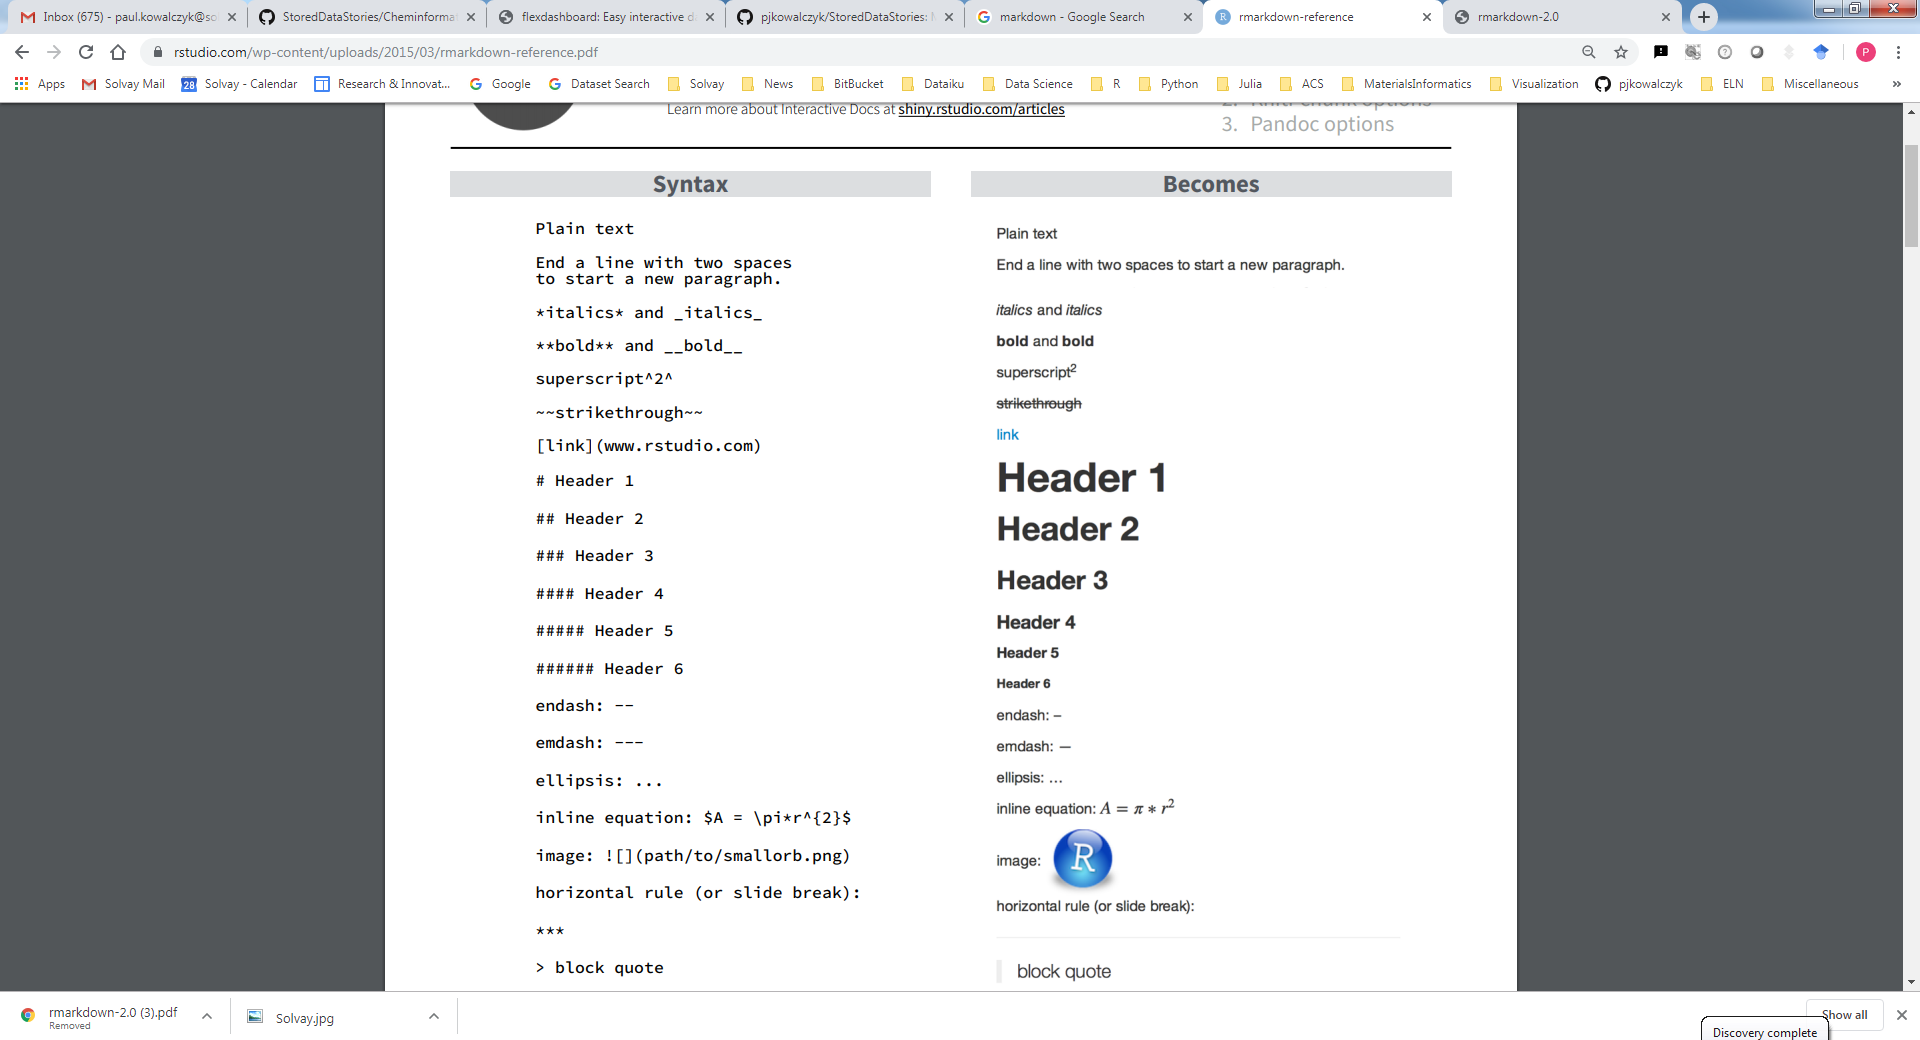 Inbox (675) - paul.kowalczyk@so
StoredDataStories/Cheminformat
flexdashboard: Easy interactive d
pjkowalczyk/StoredDataStories: 
markdown - Google Search
rmarkdown-reference
rmarkdown-2.0
rstudio.com/wp-content/uploads/2015/03/rmarkdown-reference.pdf
P
Apps
Solvay Mail
28
Solvay - Calendar
Research & Innovat...
Google
Dataset Search
Solvay
News
BitBucket
Dataiku
Data Science
R
Python
Julia
ACS
MaterialsInformatics
Visualization
pjkowalczyk
ELN
Miscellaneous
»
Learn more about Interactive Docs at shiny.rstudio.com/articles
2. Knitr chunk options
3. Pandoc options
Syntax
Plain text
End a line with two spaces
to start a new paragraph.
*italics* and _italics_
**bold** and __bold__
superscript^2^
~~strikethrough~~
[link](www.rstudio.com)
# Header 1
## Header 2
### Header 3
#### Header 4
##### Header 5
###### Header 6
endash: --
emdash: ---
ellipsis: ...
inline equation: $A = \pi*r^{2}$
image: ![](path/to/smallorb.png)
horizontal rule (or slide break):
***
> block quote
Becomes
Plain text
End a line with two spaces to start a new paragraph.
italics and italics
bold and bold
superscript²
strikethrough
link
Header 1
Header 2
Header 3
Header 4
Header 5
Header 6
endash: –
emdash: —
ellipsis: …
inline equation: A = π ∗ r²
image: R
horizontal rule (or slide break):
block quote
rmarkdown-2.0 (3).pdf
Removed
Solvay.jpg
Show all
Discovery complete